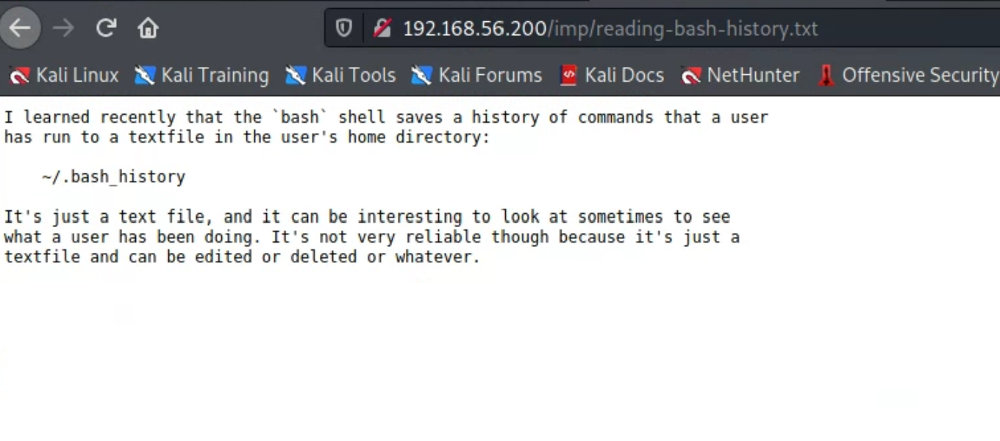 192.168.56.200/imp/reading-bash-history.txt
Kali Linux Kali Training Kali Tools Kali Forums Kali Docs NetHunter Offensive Security
I learned recently that the `bash` shell saves a history of commands that a user
has run to a textfile in the user's home directory:
~/.bash_history
It's just a text file, and it can be interesting to look at sometimes to see
what a user has been doing. It's not very reliable though because it's just a
textfile and can be edited or deleted or whatever.